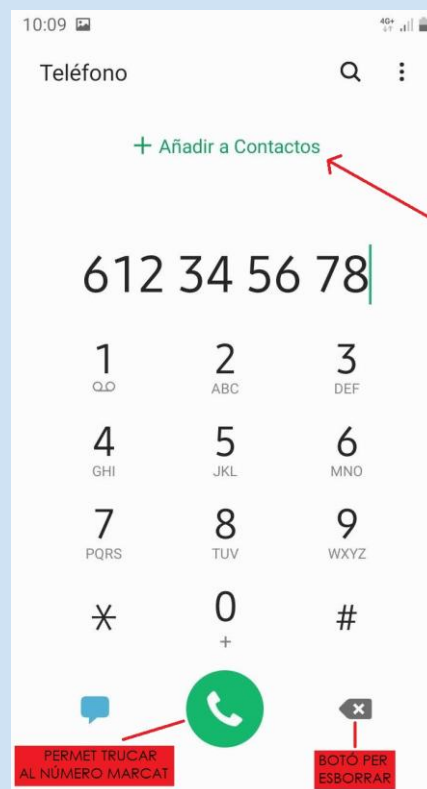 10:09
4G+
Teléfono
+ Añadir a Contactos
612 34 56 78
1 2 3
ABC DEF
4 5 6
GHI JKL MNO
7 8 9
PQRS TUV WXYZ
* 0 #
+
PERMET TRUCAR
AL NÚMERO MARCAT
BOTÓ PER
ESBORRAR